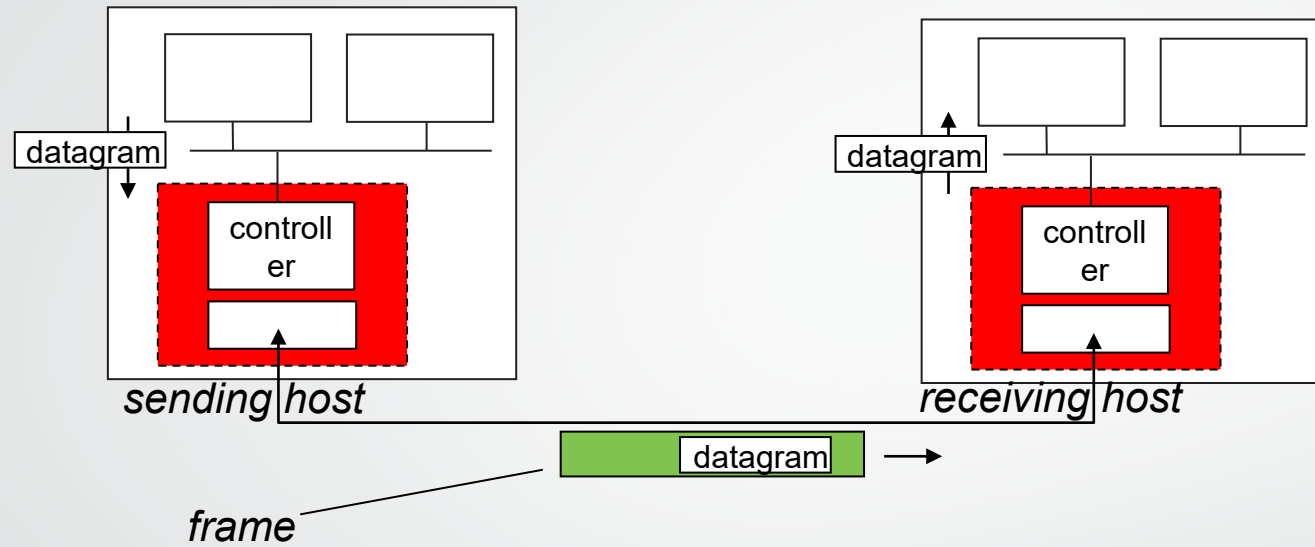 datagram
datagram
controll
er
controll
er
sending host
receiving host
datagram
frame